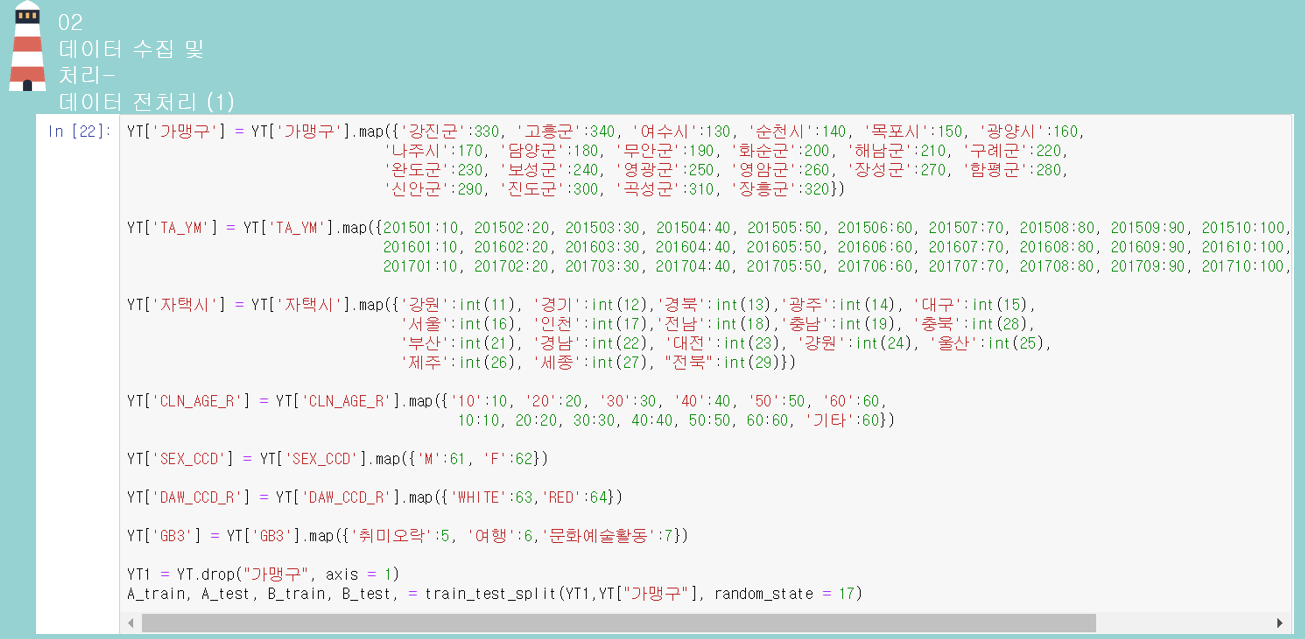 02
데이터 수집 및
처리-
데이터 전처리 (1)
In [22]:
YT['가맹구'] = YT['가맹구'].map({'강진군':330, '고흥군':340, '여수시':130, '순천시':140, '목포시':150, '광양시':160,
'나주시':170, '담양군':180, '무안군':190, '화순군':200, '해남군':210, '구례군':220,
'완도군':230, '보성군':240, '영광군':250, '영암군':260, '장성군':270, '함평군':280,
'신안군':290, '진도군':300, '곡성군':310, '장흥군':320})
YT['TA_YM'] = YT['TA_YM'].map({201501:10, 201502:20, 201503:30, 201504:40, 201505:50, 201506:60, 201507:70, 201508:80, 201509:90, 201510:100,
201601:10, 201602:20, 201603:30, 201604:40, 201605:50, 201606:60, 201607:70, 201608:80, 201609:90, 201610:100,
201701:10, 201702:20, 201703:30, 201704:40, 201705:50, 201706:60, 201707:70, 201708:80, 201709:90, 201710:100,
YT['자택시'] = YT['자택시'].map({'강원':int(11), '경기':int(12),'경북':int(13),'광주':int(14), '대구':int(15),
'서울':int(16), '인천':int(17),'전남':int(18),'충남':int(19), '충북':int(28),
'부산':int(21), '경남':int(22), '대전':int(23), '강원':int(24), '울산':int(25),
'제주':int(26), '세종':int(27), "전북":int(29)})
YT['CLN_AGE_R'] = YT['CLN_AGE_R'].map({'10':10, '20':20, '30':30, '40':40, '50':50, '60':60,
10:10, 20:20, 30:30, 40:40, 50:50, 60:60, '기타':60})
YT['SEX_CCD'] = YT['SEX_CCD'].map({'M':61, 'F':62})
YT['DAW_CCD_R'] = YT['DAW_CCD_R'].map({'WHITE':63,'RED':64})
YT['GB3'] = YT['GB3'].map({'취미오락':5, '여행':6,'문화예술활동':7})
YT1 = YT.drop("가맹구", axis = 1)
A_train, A_test, B_train, B_test, = train_test_split(YT1,YT["가맹구"], random_state = 17)